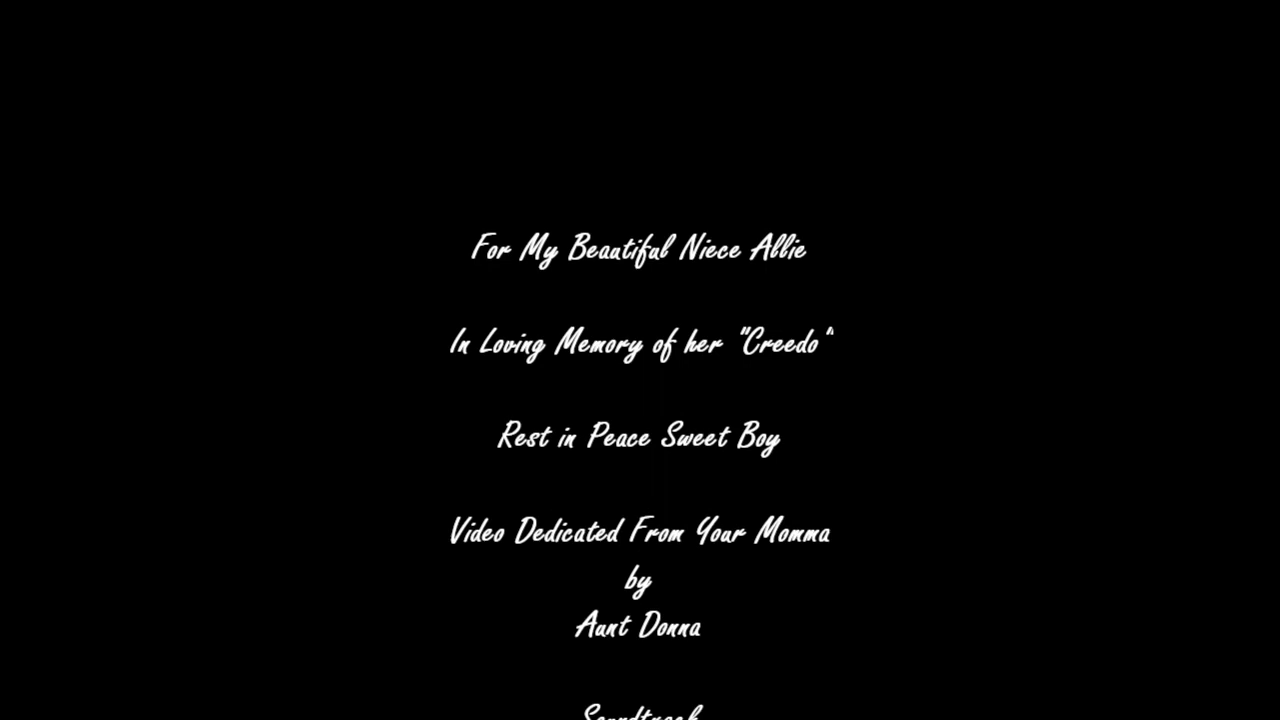 For My Beautiful Niece Allie
In Loving Memory of her "Creedo"
Rest in Peace Sweet Boy
Video Dedicated From Your Momma
by
Aunt Donna
Soundtrack